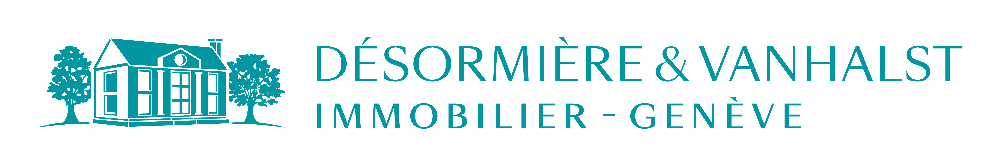 DÉSORMIÈRE & VANHALST
IMMOBILIER - GENÈVE